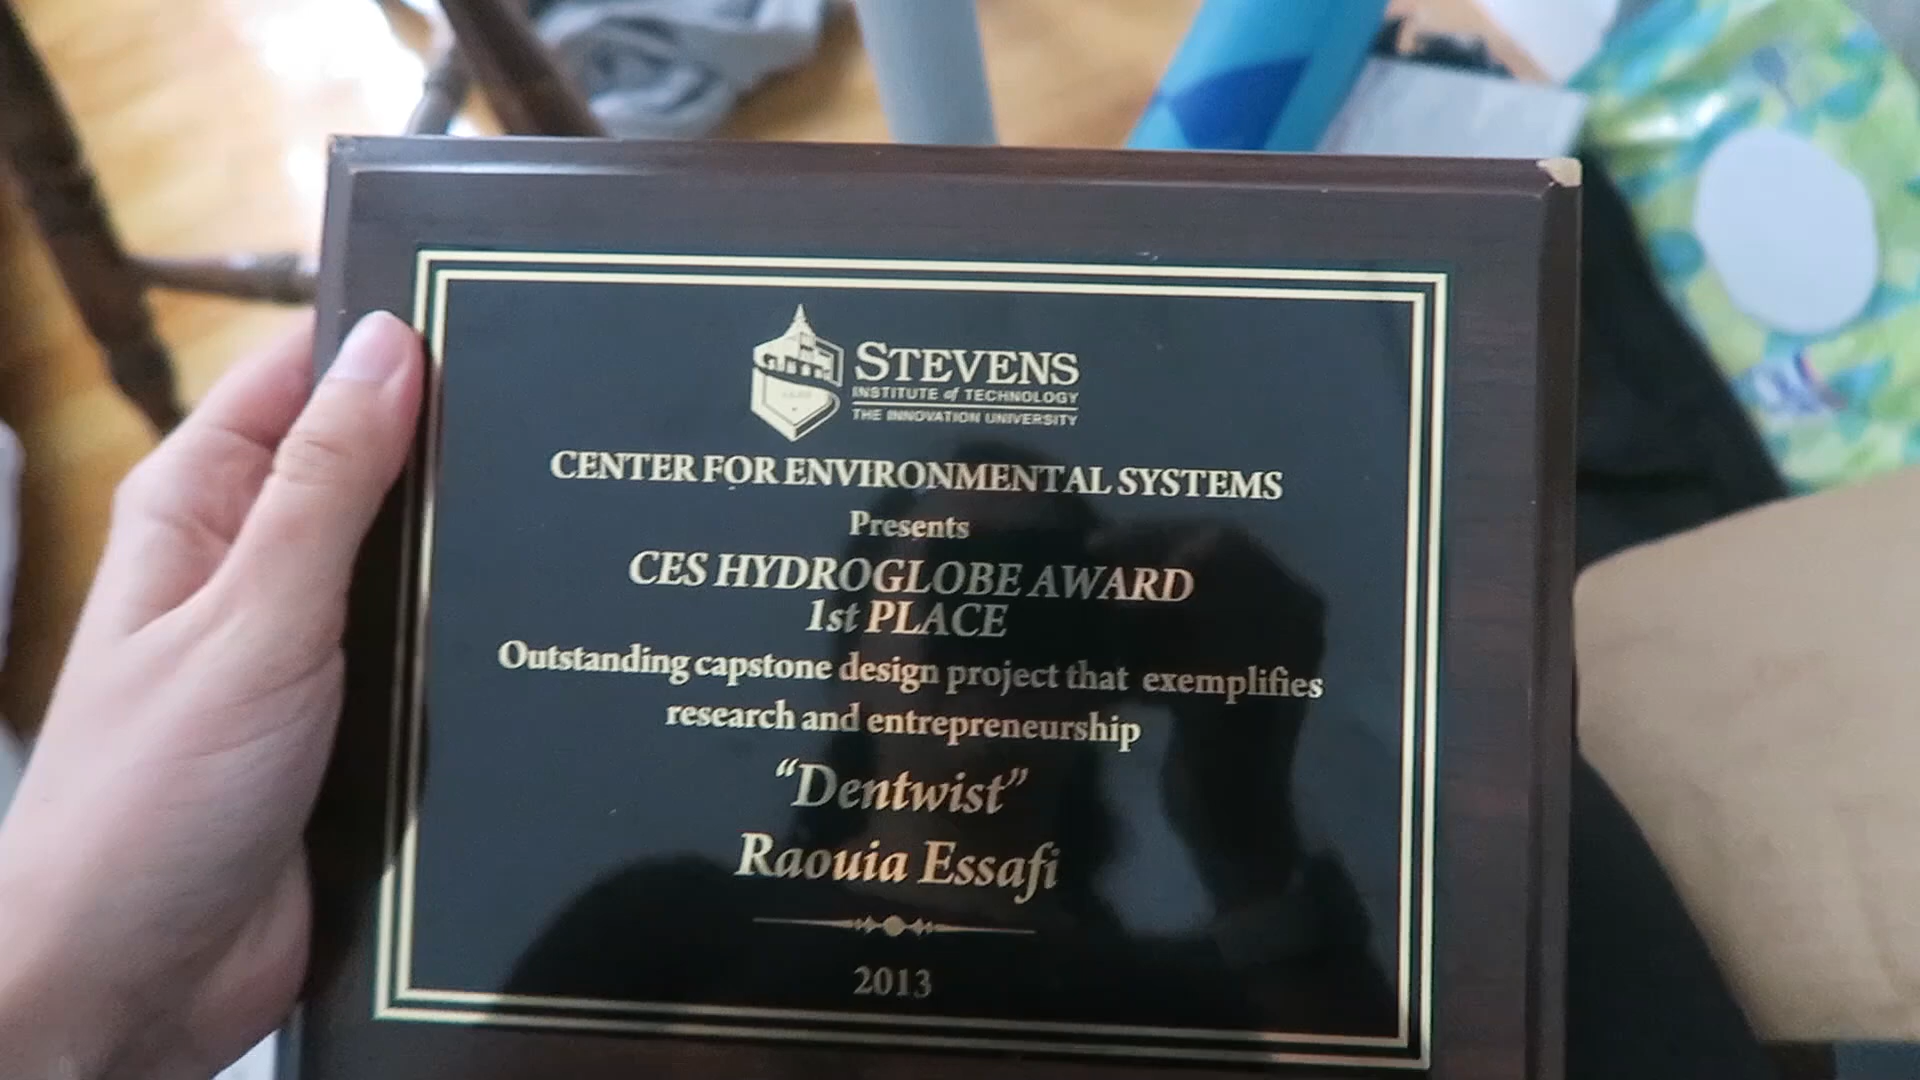 STEVENS
INSTITUTE of TECHNOLOGY
THE INNOVATION UNIVERSITY
CENTER FOR ENVIRONMENTAL SYSTEMS
Presents
CES HYDROGLOBE AWARD
1st PLACE
Outstanding capstone design project that exemplifies
research and entrepreneurship
“Dentwist”
Raouia Essafi
2013